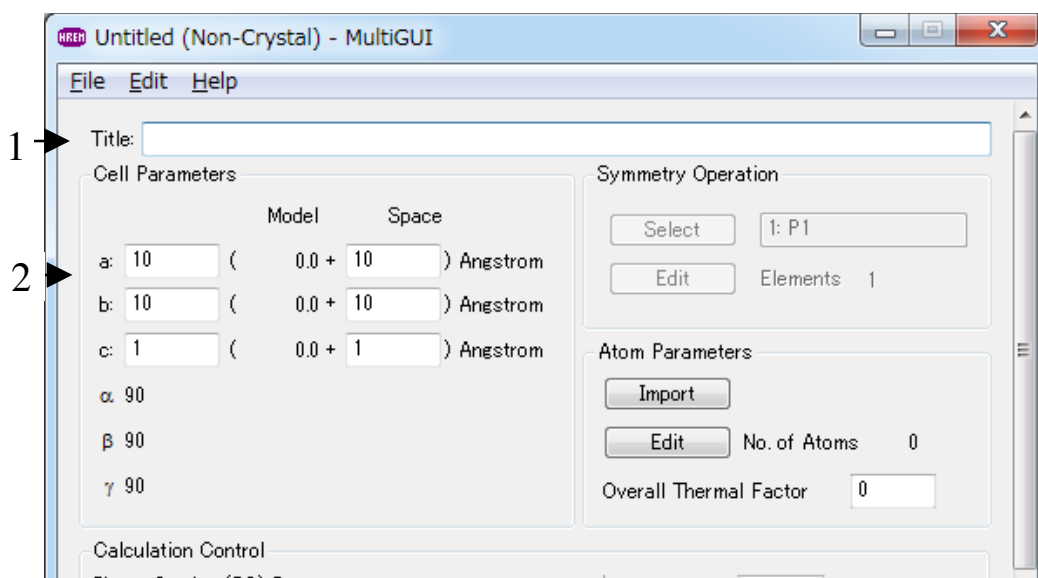 HREM Untitled (Non-Crystal) - MultiGUI
File Edit Help
1 Title:
Cell Parameters
Model Space
2
a: 10 ( 0.0 + 10 ) Angstrom
b: 10 ( 0.0 + 10 ) Angstrom
c: 1 ( 0.0 + 1 ) Angstrom
α 90
β 90
γ 90
Symmetry Operation
Select 1: P1
Edit Elements 1
Atom Parameters
Import
Edit No. of Atoms 0
Overall Thermal Factor 0
Calculation Control